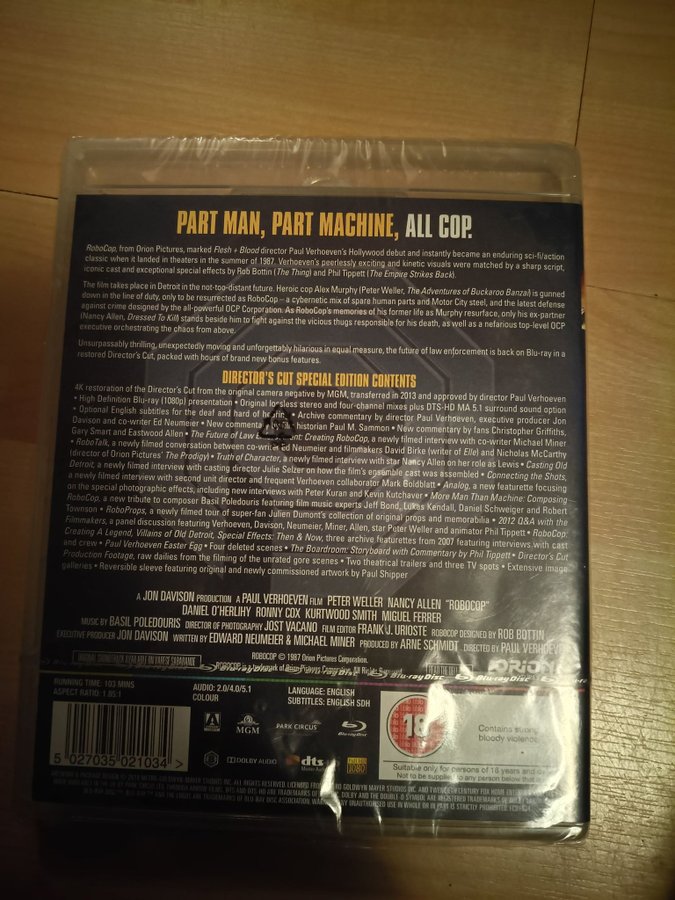 PART MAN, PART MACHINE, ALL COP.
RoboCop, from Orion Pictures, marked Flesh + Blood director Paul Verhoeven's Hollywood debut and instantly became an enduring sci-fi/action
classic when it landed in theaters in the summer of 1987. Verhoeven's peerlessly exciting and kinetic visuals were matched by a sharp script,
iconic cast and exceptional special effects by Rob Bottin (The Thing) and Phil Tippett (The Empire Strikes Back).
The film takes place in Detroit in the not-too-distant future. Heroic cop Alex Murphy (Peter Weller, The Adventures of Buckaroo Banzai) is gunned
down in the line of duty, only to be resurrected as RoboCop – a cybernetic mix of spare human parts and Motor City steel, and the latest defense
against crime designed by the all-powerful OCP Corporation. As RoboCop's memories of his former life as Murphy resurface, only his ex-partner
(Nancy Allen, Dressed To Kill) stands beside him to fight against the vicious thugs responsible for his death, as well as a nefarious top-level OCP
executive orchestrating the chaos from above.
Unsurpassably thrilling, unexpectedly moving and unforgettably hilarious in equal measure, the future of law enforcement is back on Blu-ray in a
restored Director's Cut, packed with hours of brand new bonus features.
DIRECTOR'S CUT SPECIAL EDITION CONTENTS
4K restoration of the Director's Cut from the original camera negative by MGM, transferred in 2013 and approved by director Paul Verhoeven
• High Definition Blu-ray (1080p) presentation • Original lossless stereo and four-channel mixes plus DTS-HD MA 5.1 surround sound option
• Optional English subtitles for the deaf and hard of • Archive commentary by director Paul Verhoeven, executive producer Jon
Davison and co-writer Ed Neumeier • New commentary historian Paul M. Sammon • New commentary by fans Christopher Griffiths,
Gary Smart and Eastwood Allen • The Future of Law Creating RoboCop, a newly filmed interview with co-writer Michael Miner
• RoboTalk, a newly filmed conversation between co-writer Ed Neumeier and filmmakers David Birke (writer of Elle) and Nicholas McCarthy
(director of Orion Pictures' The Prodigy) • Truth of Character, a newly filmed interview with star Nancy Allen on her role as Lewis • Casting Old
Detroit, a newly filmed interview with casting director Julie Selzer on how the film's ensemble cast was assembled • Connecting the Shots,
a newly filmed interview with second unit director and frequent Verhoeven collaborator Mark Goldblatt • Analog, a new featurette focusing
on the special photographic effects, including new interviews with Peter Kuran and Kevin Kutchaver • More Man Than Machine: Composing
RoboCop, a new tribute to composer Basil Poledouris featuring film music experts Jeff Bond, Lukas Kendall, Daniel Schweiger and Robert
Townson • RoboProps, a newly filmed tour of super-fan Julien Dumont's collection of original props and memorabilia • 2012 Q&A with the
Filmmakers, a panel discussion featuring Verhoeven, Davison, Neumeier, Miner, Allen, star Peter Weller and animator Phil Tippett • RoboCop:
Creating A Legend, Villains of Old Detroit, Special Effects: Then & Now, three archive featurettes from 2007 featuring interviews with cast
and crew • Paul Verhoeven Easter Egg • Four deleted scenes • The Boardroom: Storyboard with Commentary by Phil Tippett • Director's Cut
Production Footage, raw dailies from the filming of the unrated gore scenes • Two theatrical trailers and three TV spots • Extensive image
galleries • Reversible sleeve featuring original and newly commissioned artwork by Paul Shipper
A JON DAVISON PRODUCTION A PAUL VERHOEVEN FILM PETER WELLER NANCY ALLEN "ROBOCOP"
DANIEL O'HERLIHY RONNY COX KURTWOOD SMITH MIGUEL FERRER
MUSIC BY BASIL POLEDOURIS DIRECTOR OF PHOTOGRAPHY JOST VACANO FILM EDITOR FRANK J. URIOSTE ROBOCOP DESIGNED BY ROB BOTTIN
EXECUTIVE PRODUCER JON DAVISON WRITTEN BY EDWARD NEUMEIER & MICHAEL MINER PRODUCED BY ARNE SCHMIDT DIRECTED BY PAUL VERHOEVEN
ORIGINAL SOUNDTRACK AVAILABLE ON VARÈSE SARABANDE
ROBOCOP © 1987 Orion Pictures Corporation.
ROBOCOP is a trademark of Orion Pictures Corporation. All Rights Reserved.
ORION
Blu-ray Disc
RUNNING TIME: 103 MINS
ASPECT RATIO: 1.85:1
AUDIO: 2.0/4.0/5.1
COLOUR
LANGUAGE: ENGLISH
SUBTITLES: ENGLISH SDH
ARROW
MGM
PARK CIRCUS
Blu-ray Disc
DOLBY AUDIO
dts
1080
18
Contains strong
bloody violence
Suitable only for persons of 18 years and
Not to be supplied to any person below
5 027035 021034 >